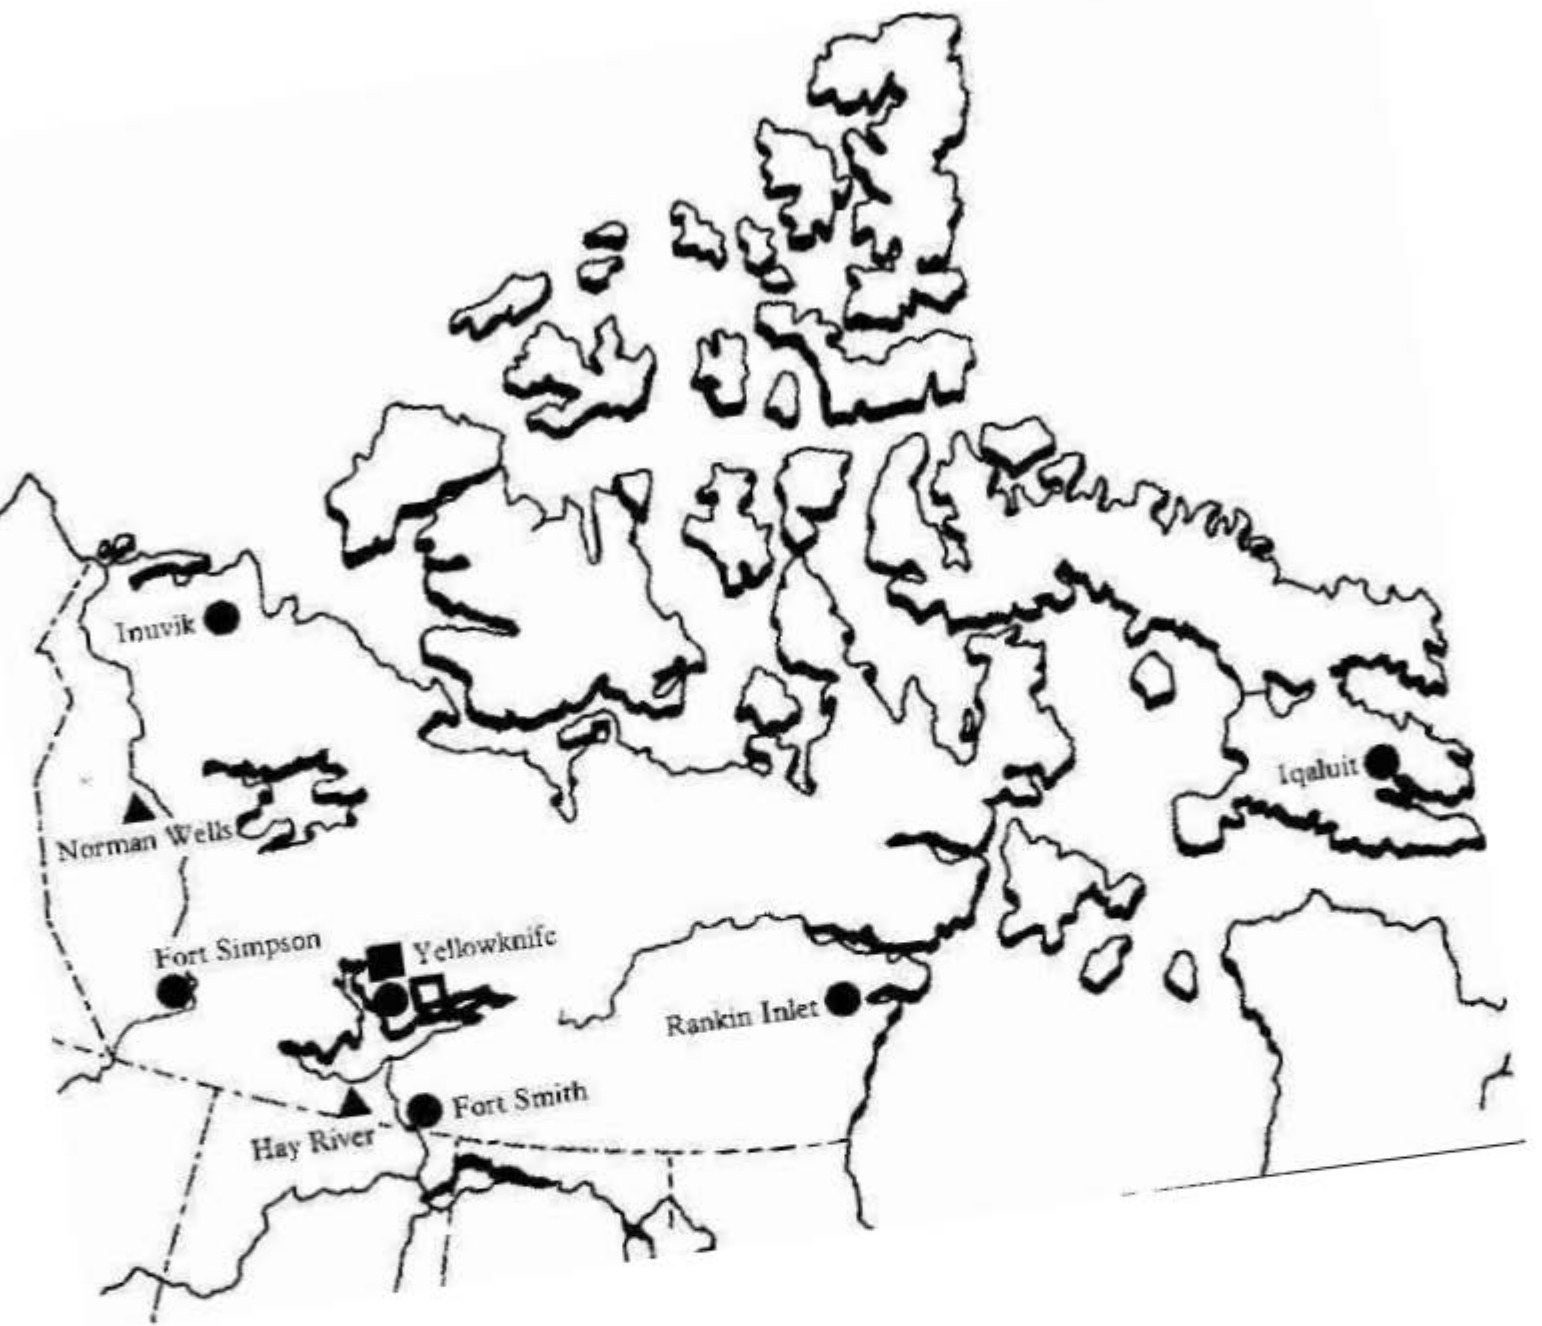 Inuvik
Iqaluit
Norman Wells
Fort Simpson
Yellowknife
Rankin Inlet
Fort Smith
Hay River